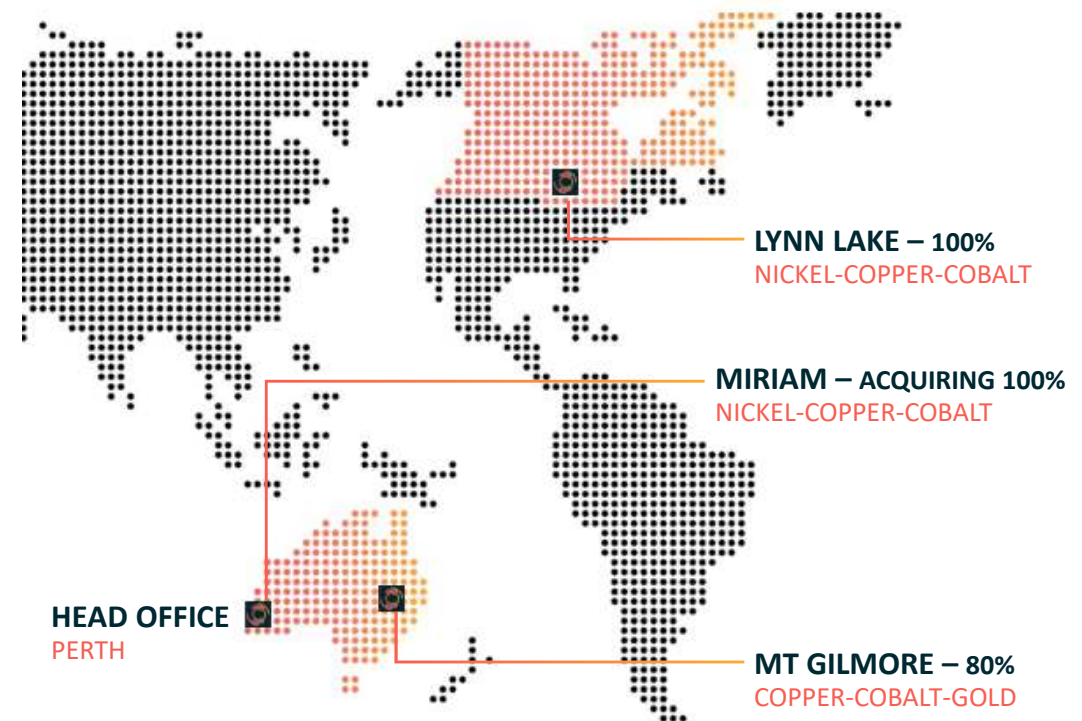 LYNN LAKE – 100%
NICKEL-COPPER-COBALT
MIRIAM – ACQUIRING 100%
NICKEL-COPPER-COBALT
HEAD OFFICE
PERTH
MT GILMORE – 80%
COPPER-COBALT-GOLD